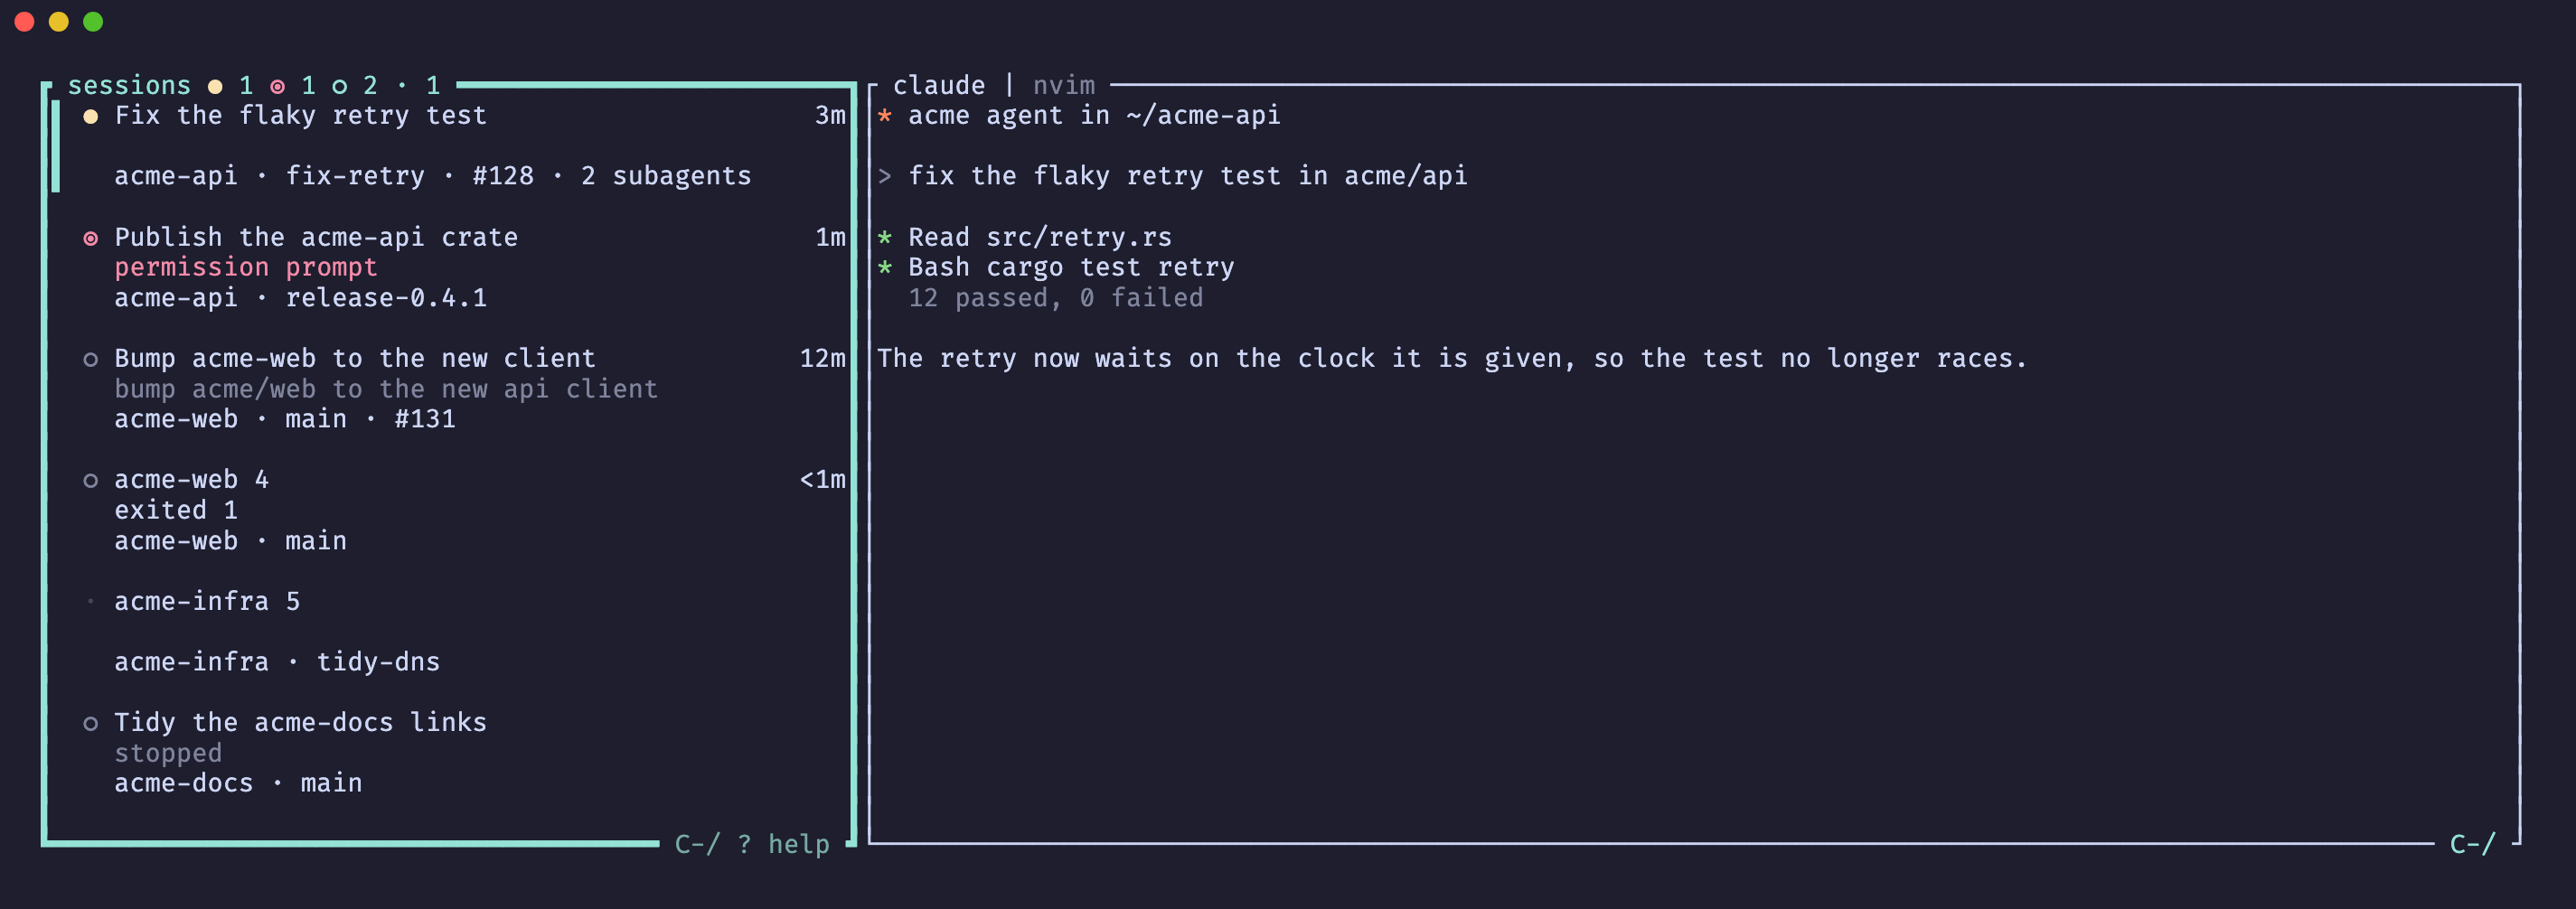 sessions ● 1 ◉ 1 ○ 2 · 1
● Fix the flaky retry test 3m
acme-api · fix-retry · #128 · 2 subagents
◉ Publish the acme-api crate 1m
permission prompt
acme-api · release-0.4.1
○ Bump acme-web to the new client 12m
bump acme/web to the new api client
acme-web · main · #131
○ acme-web 4 <1m
exited 1
acme-web · main
· acme-infra 5
acme-infra · tidy-dns
○ Tidy the acme-docs links
stopped
acme-docs · main
C-/ ? help
claude | nvim
* acme agent in ~/acme-api
> fix the flaky retry test in acme/api
* Read src/retry.rs
* Bash cargo test retry
12 passed, 0 failed
The retry now waits on the clock it is given, so the test no longer races.
C-/